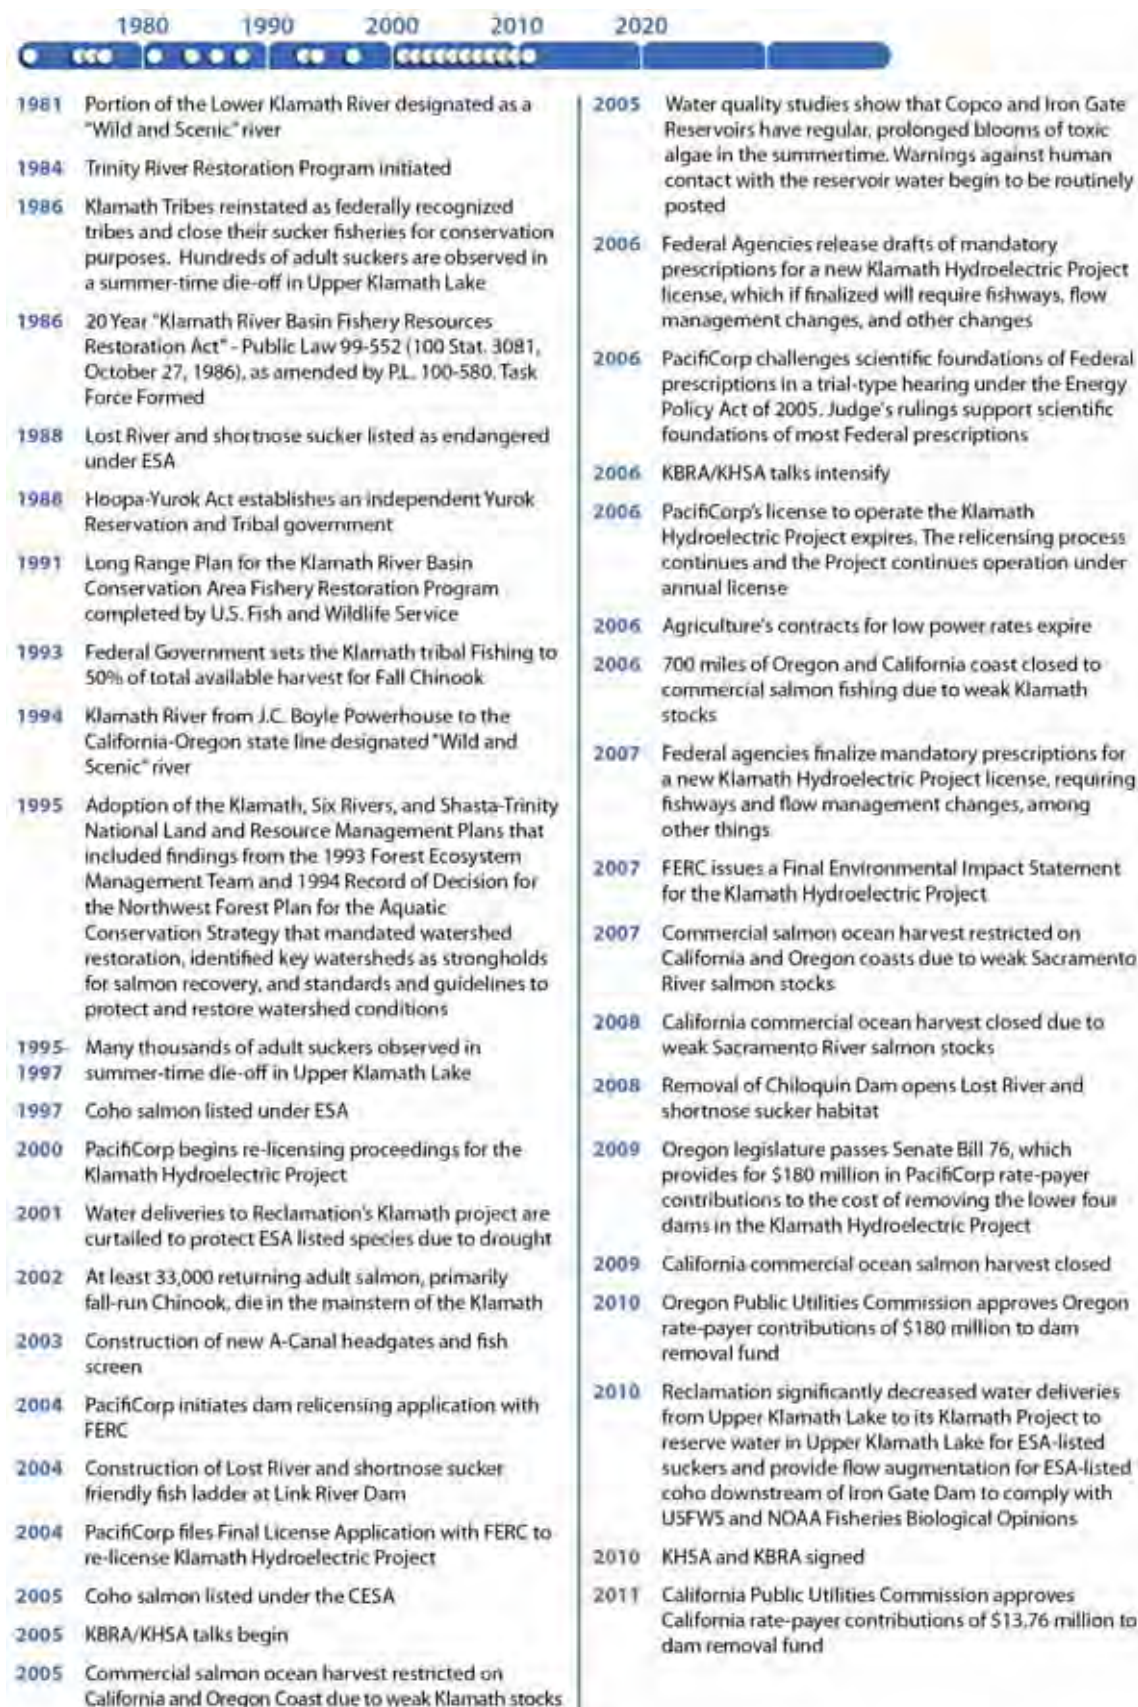 1980 1990 2000 2010 2020
1981 Portion of the Lower Klamath River designated as a
"Wild and Scenic" river
1984 Trinity River Restoration Program initiated
1986 Klamath Tribes reinstated as federally recognized
tribes and close their sucker fisheries for conservation
purposes. Hundreds of adult suckers are observed in
a summer-time die-off in Upper Klamath Lake
1986 20 Year "Klamath River Basin Fishery Resources
Restoration Act" - Public Law 99-552 (100 Stat. 3081,
October 27, 1986), as amended by P.L. 100-580. Task
Force Formed
1988 Lost River and shortnose sucker listed as endangered
under ESA
1988 Hoopa-Yurok Act establishes an independent Yurok
Reservation and Tribal government
1991 Long Range Plan for the Klamath River Basin
Conservation Area Fishery Restoration Program
completed by U.S. Fish and Wildlife Service
1993 Federal Government sets the Klamath tribal Fishing to
50% of total available harvest for Fall Chinook
1994 Klamath River from J.C. Boyle Powerhouse to the
California-Oregon state line designated "Wild and
Scenic" river
1995 Adoption of the Klamath, Six Rivers, and Shasta-Trinity
National Land and Resource Management Plans that
included findings from the 1993 Forest Ecosystem
Management Team and 1994 Record of Decision for
the Northwest Forest Plan for the Aquatic
Conservation Strategy that mandated watershed
restoration, identified key watersheds as strongholds
for salmon recovery, and standards and guidelines to
protect and restore watershed conditions
1995- Many thousands of adult suckers observed in
1997 summer-time die-off in Upper Klamath Lake
1997 Coho salmon listed under ESA
2000 PacifiCorp begins re-licensing proceedings for the
Klamath Hydroelectric Project
2001 Water deliveries to Reclamation's Klamath project are
curtailed to protect ESA listed species due to drought
2002 At least 33,000 returning adult salmon, primarily
fall-run Chinook, die in the mainstem of the Klamath
2003 Construction of new A-Canal headgates and fish
screen
2004 PacifiCorp initiates dam relicensing application with
FERC
2004 Construction of Lost River and shortnose sucker
friendly fish ladder at Link River Dam
2004 PacifiCorp files Final License Application with FERC to
re-license Klamath Hydroelectric Project
2005 Coho salmon listed under the CESA
2005 KBRA/KHSA talks begin
2005 Commercial salmon ocean harvest restricted on
California and Oregon Coast due to weak Klamath stocks
2005 Water quality studies show that Copco and Iron Gate
Reservoirs have regular, prolonged blooms of toxic
algae in the summertime. Warnings against human
contact with the reservoir water begin to be routinely
posted
2006 Federal Agencies release drafts of mandatory
prescriptions for a new Klamath Hydroelectric Project
license, which if finalized will require fishways, flow
management changes, and other changes
2006 PacifiCorp challenges scientific foundations of Federal
prescriptions in a trial-type hearing under the Energy
Policy Act of 2005. Judge's rulings support scientific
foundations of most Federal prescriptions
2006 KBRA/KHSA talks intensify
2006 PacifiCorp's license to operate the Klamath
Hydroelectric Project expires. The relicensing process
continues and the Project continues operation under
annual license
2006 Agriculture's contracts for low power rates expire
2006 700 miles of Oregon and California coast closed to
commercial salmon fishing due to weak Klamath
stocks
2007 Federal agencies finalize mandatory prescriptions for
a new Klamath Hydroelectric Project license, requiring
fishways and flow management changes, among
other things
2007 FERC issues a Final Environmental Impact Statement
for the Klamath Hydroelectric Project
2007 Commercial salmon ocean harvest restricted on
California and Oregon coasts due to weak Sacramento
River salmon stocks
2008 California commercial ocean harvest closed due to
weak Sacramento River salmon stocks
2008 Removal of Chiloquin Dam opens Lost River and
shortnose sucker habitat
2009 Oregon legislature passes Senate Bill 76, which
provides for $180 million in PacifiCorp rate-payer
contributions to the cost of removing the lower four
dams in the Klamath Hydroelectric Project
2009 California commercial ocean salmon harvest closed
2010 Oregon Public Utilities Commission approves Oregon
rate-payer contributions of $180 million to dam
removal fund
2010 Reclamation significantly decreased water deliveries
from Upper Klamath Lake to its Klamath Project to
reserve water in Upper Klamath Lake for ESA-listed
suckers and provide flow augmentation for ESA-listed
coho downstream of Iron Gate Dam to comply with
USFWS and NOAA Fisheries Biological Opinions
2010 KHSA and KBRA signed
2011 California Public Utilities Commission approves
California rate-payer contributions of $13.76 million to
dam removal fund